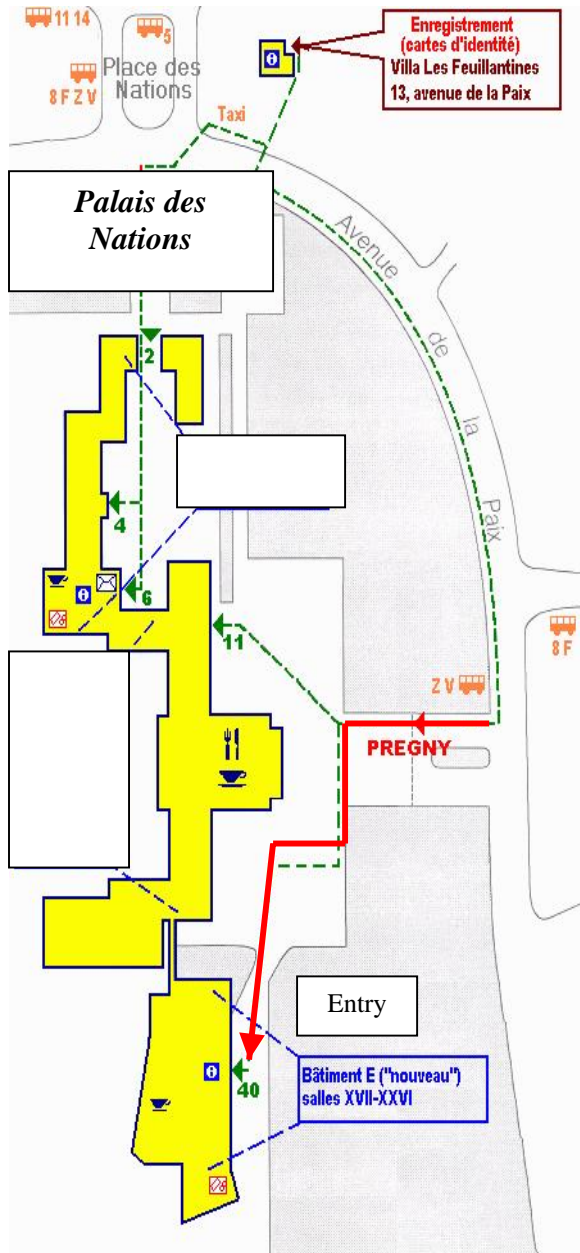 11 14
5
Place des
Nations
8 F Z V
Enregistrement
(cartes d'identité)
Villa Les Feuillantines
13, avenue de la Paix
Taxi
Palais des
Nations
Avenue de la Paix
2
4
6
11
8 F
Z V
PREGNY
Entry
40
Bâtiment E ("nouveau")
salles XVII-XXVI